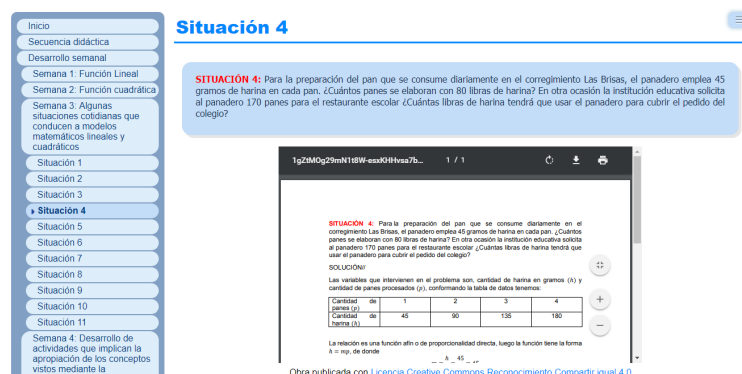 Inicio
Secuencia didáctica
Desarrollo semanal
Semana 1: Función Lineal
Semana 2: Función cuadrática
Semana 3: Algunas
situaciones cotidianas que
conducen a modelos
matemáticos lineales y
cuadráticos
Situación 1
Situación 2
Situación 3
Situación 4
Situación 5
Situación 6
Situación 7
Situación 8
Situación 9
Situación 10
Situación 11
Semana 4: Desarrollo de
actividades que implican la
apropiación de los conceptos
vistos mediante la
Situación 4
SITUACIÓN 4: Para la preparación del pan que se consume diariamente en el corregimiento Las Brisas, el panadero emplea 45
gramos de harina en cada pan. ¿Cuántos panes se elaboran con 80 libras de harina? En otra ocasión la institución educativa solicita
al panadero 170 panes para el restaurante escolar ¿Cuántas libras de harina tendrá que usar el panadero para cubrir el pedido del
colegio?
1gZtMOg29mN1t8W-esxKHHvsa7b... 1 / 1
SITUACIÓN 4: Para la preparación del pan que se consume diariamente en el
corregimiento Las Brisas, el panadero emplea 45 gramos de harina en cada pan. ¿Cuántos
panes se elaboran con 80 libras de harina? En otra ocasión la institución educativa solicita
al panadero 170 panes para el restaurante escolar ¿Cuántas libras de harina tendrá que
usar el panadero para cubrir el pedido del colegio?
SOLUCIÓN//
Las variables que intervienen en el problema son, cantidad de harina en gramos (h) y
cantidad de panes procesados (p), conformando la tabla de datos tenemos:
Cantidad de panes (p) 1 2 3 4
Cantidad de harina (h) 45 90 135 180
La relación es una función afín o de proporcionalidad directa, luego la función tiene la forma
h = mp, de donde
h 45
Obra publicada con Licencia Creative Commons Reconocimiento Compartir igual 4.0